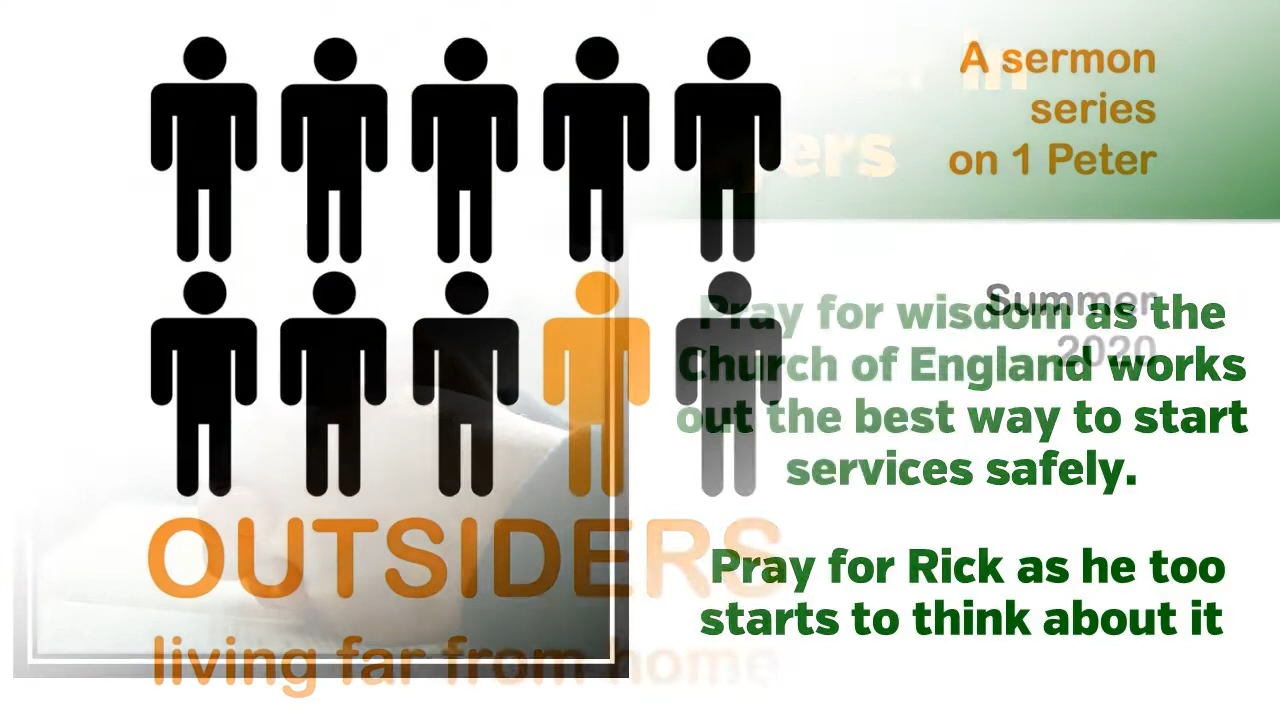 A sermon
series
on 1 Peter
Summer
2020
Pray for wisdom as the
Church of England works
out the best way to start
services safely.
Pray for Rick as he too
starts to think about it
OUTSIDERS
living far from home